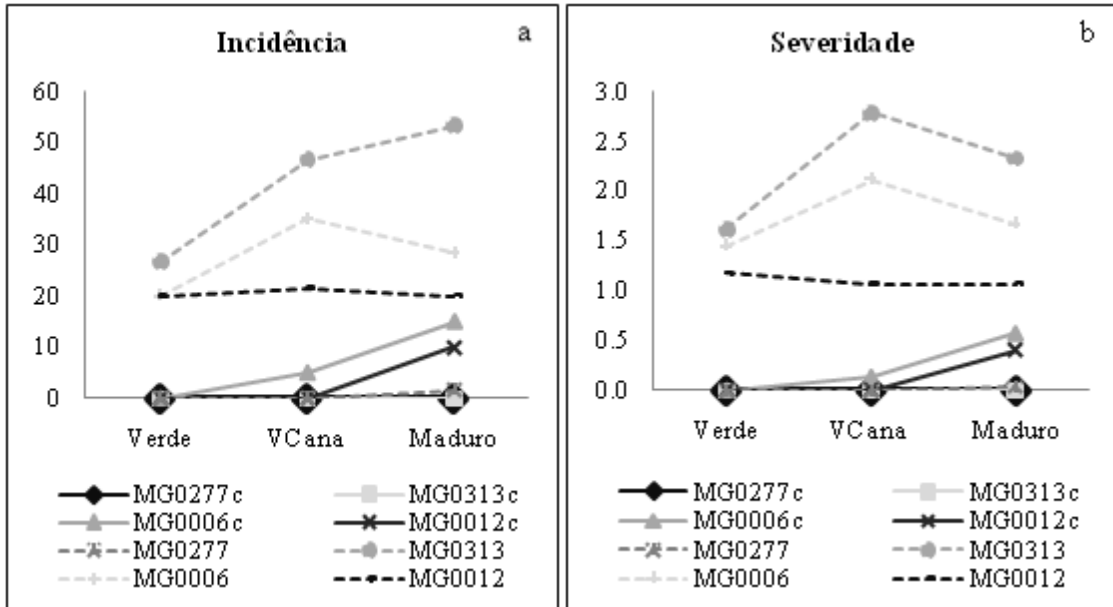 Incidência
a
60
50
40
30
20
10
0
Verde VCana Maduro
MG0277c MG0313c
MG0006c MG0012c
MG0277 MG0313
MG0006 MG0012
Severidade
b
3.0
2.5
2.0
1.5
1.0
0.5
0.0
Verde VCana Maduro
MG0277c MG0313c
MG0006c MG0012c
MG0277 MG0313
MG0006 MG0012